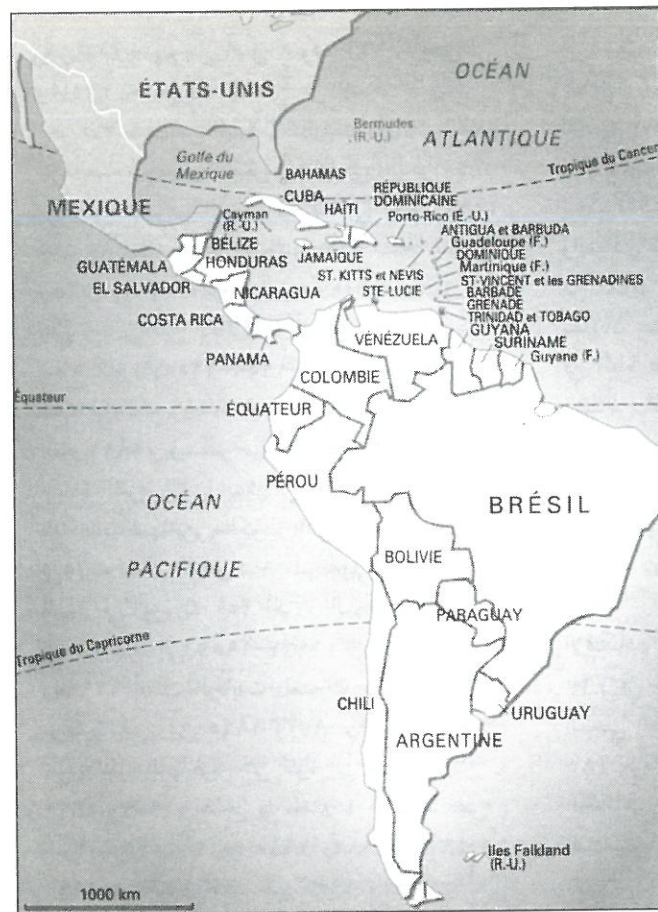 OCÉAN
ÉTATS-UNIS
Bermudes
(R.-U.)
ATLANTIQUE
Golfe du
Mexique
Tropique du Cancer
BAHAMAS
MEXIQUE
CUBA
RÉPUBLIQUE
DOMINICAINE
HAÏTI
Cayman
(R.-U.)
Porto-Rico (É.-U.)
ANTIGUA et BARBUDA
BÉLIZE
Guadeloupe (F.)
JAMAÏQUE
DOMINIQUE
GUATÉMALA
HONDURAS
Martinique (F.)
ST. KITTS et NEVIS
ST-VINCENT et les GRENADINES
EL SALVADOR
NICARAGUA
STE-LUCIE
BARBADE
GRENADE
COSTA RICA
TRINIDAD et TOBAGO
GUYANA
VÉNÉZUELA
SURINAME
PANAMA
Guyane (F.)
COLOMBIE
Équateur
ÉQUATEUR
PÉROU
OCÉAN
BRÉSIL
BOLIVIE
PACIFIQUE
PARAGUAY
Tropique du Capricorne
CHILI
URUGUAY
ARGENTINE
Iles Falkland
(R.-U.)
1000 km